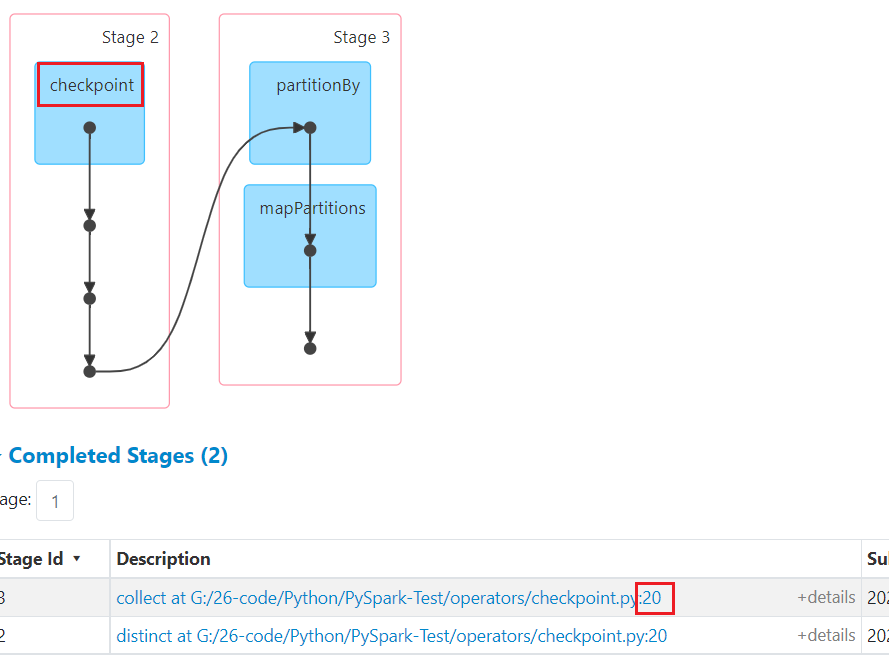 Stage 2
Stage 3
checkpoint
partitionBy
mapPartitions
Completed Stages (2)
age:
1
Stage Id ▾ Description Su
3 collect at G:/26-code/Python/PySpark-Test/operators/checkpoint.py:20 +details 202
2 distinct at G:/26-code/Python/PySpark-Test/operators/checkpoint.py:20 +details 202